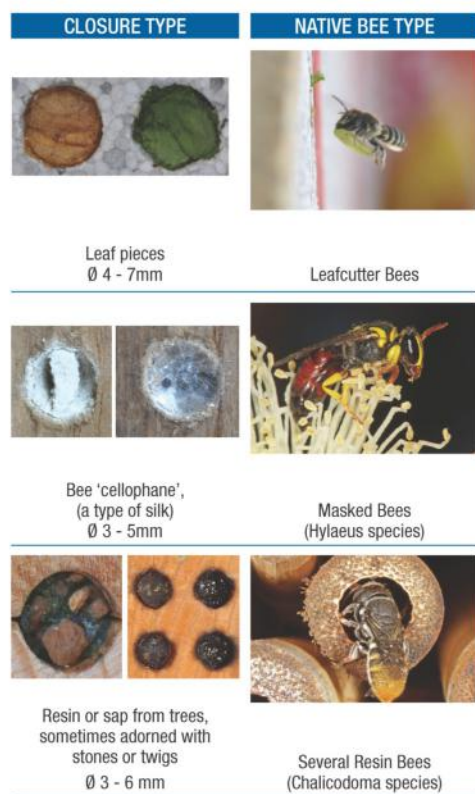 CLOSURE TYPE
NATIVE BEE TYPE
Leaf pieces
Ø 4 - 7mm
Leafcutter Bees
Bee ‘cellophane’,
(a type of silk)
Ø 3 - 5mm
Masked Bees
(Hylaeus species)
Resin or sap from trees,
sometimes adorned with
stones or twigs
Ø 3 - 6 mm
Several Resin Bees
(Chalicodoma species)